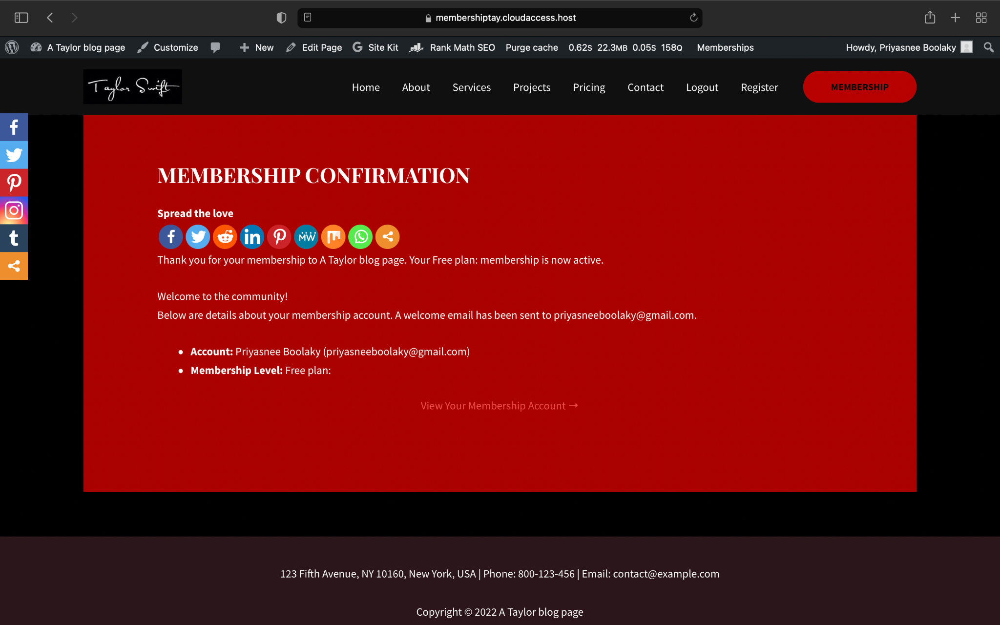 membershiptay.cloudaccess.host
A Taylor blog page Customize New Edit Page Site Kit Rank Math SEO Purge cache 0.62S 22.3MB 0.05S 158Q Memberships Howdy, Priyasnee Boolaky
Taylor Swift
Home About Services Projects Pricing Contact Logout Register MEMBERSHIP
MEMBERSHIP CONFIRMATION
Spread the love
Thank you for your membership to A Taylor blog page. Your Free plan: membership is now active.
Welcome to the community!
Below are details about your membership account. A welcome email has been sent to priyasneeboolaky@gmail.com.
Account: Priyasnee Boolaky (priyasneeboolaky@gmail.com)
Membership Level: Free plan:
View Your Membership Account →
123 Fifth Avenue, NY 10160, New York, USA | Phone: 800-123-456 | Email: contact@example.com
Copyright © 2022 A Taylor blog page